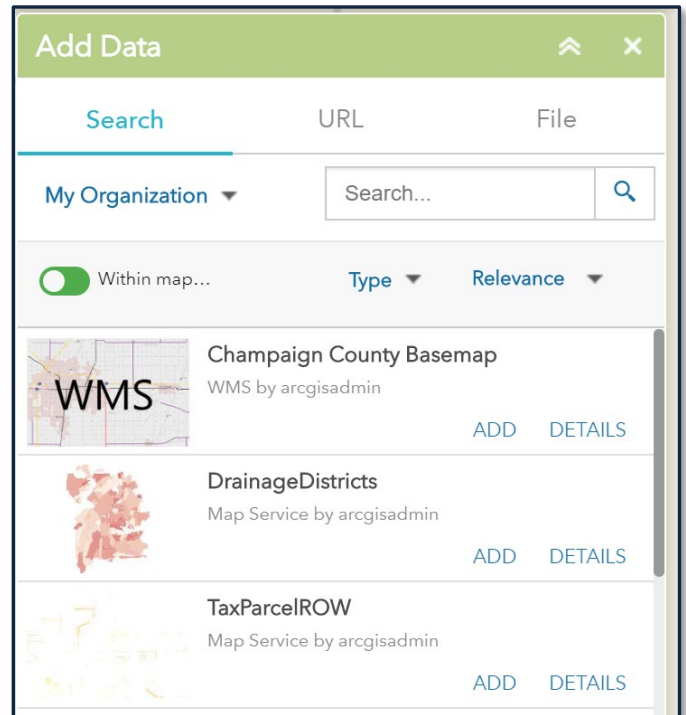 Add Data
Search URL File
My Organization Search...
Within map... Type Relevance
WMS
Champaign County Basemap
WMS by arcgisadmin
ADD DETAILS
DrainageDistricts
Map Service by arcgisadmin
ADD DETAILS
TaxParcelROW
Map Service by arcgisadmin
ADD DETAILS